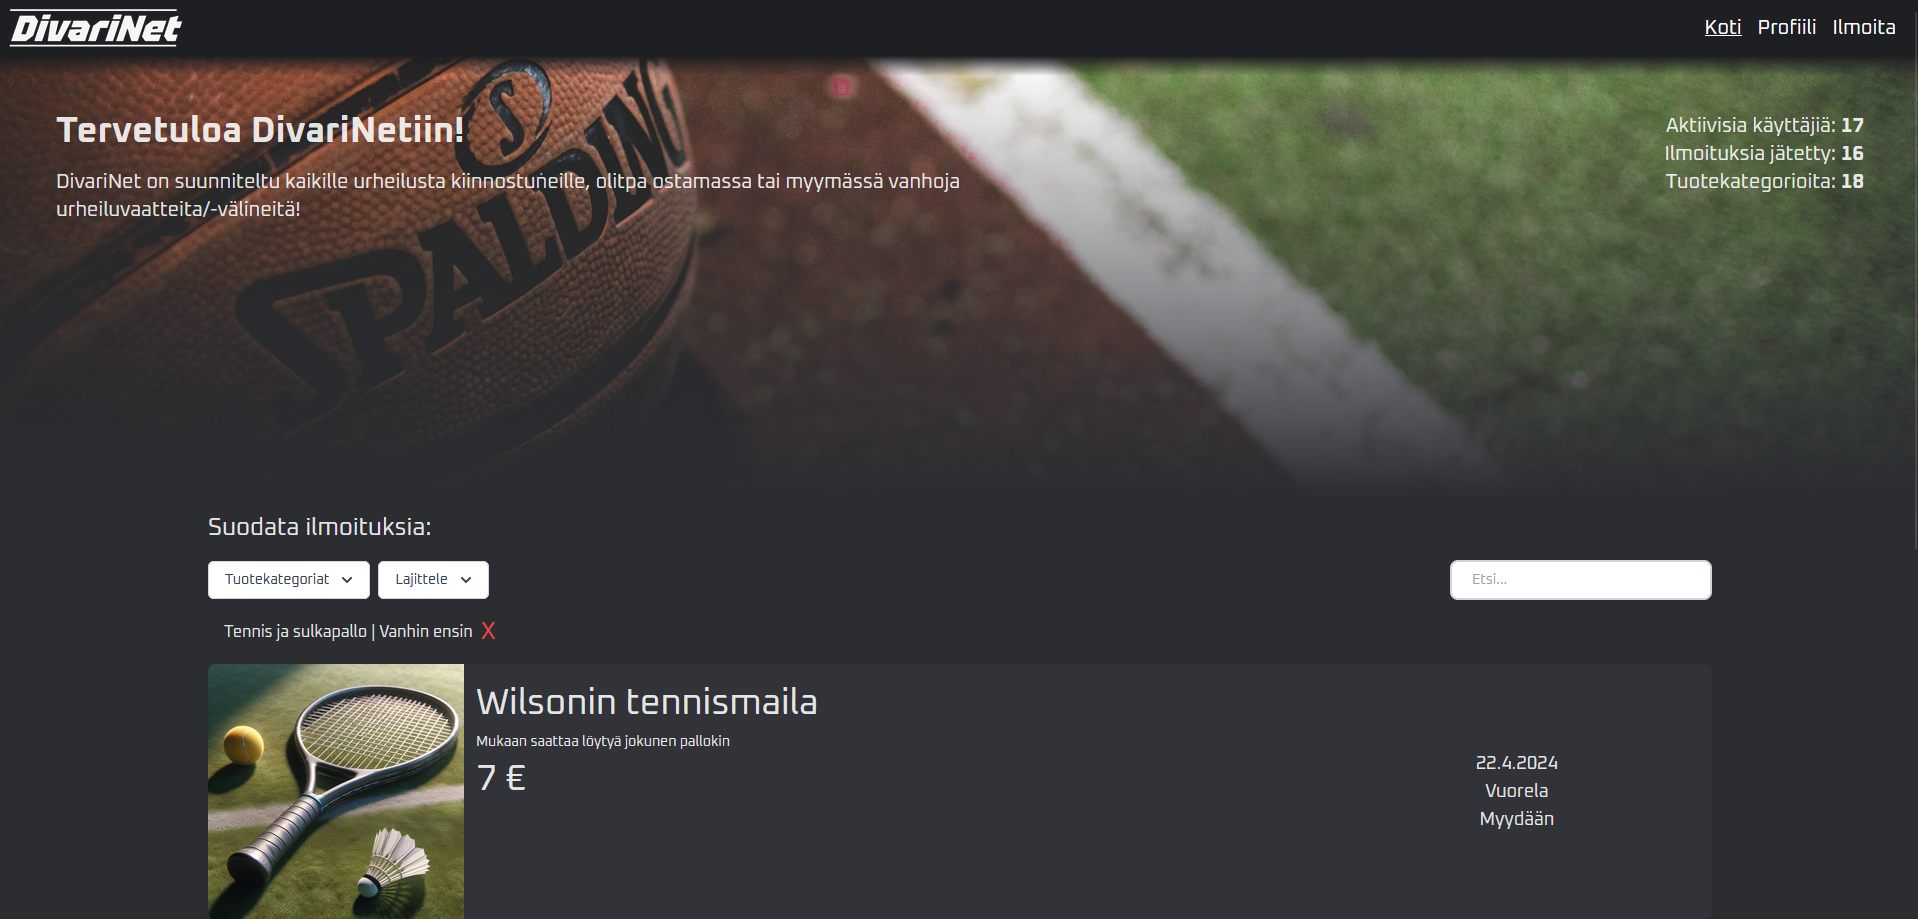 DivariNet
Koti Profiili Ilmoita
SPALDING
Tervetuloa DivariNetiin!
DivariNet on suunniteltu kaikille urheilusta kiinnostuneille, olitpa ostamassa tai myymässä vanhoja
urheiluvaatteita/-välineitä!
Aktiivisia käyttäjiä: 17
Ilmoituksia jätetty: 16
Tuotekategorioita: 18
Suodata ilmoituksia:
Tuotekategoriat Lajittele Etsi...
Tennis ja sulkapallo | Vanhin ensin X
Wilsonin tennismaila
Mukaan saattaa löytyä jokunen pallokin
7 €
22.4.2024
Vuorela
Myydään